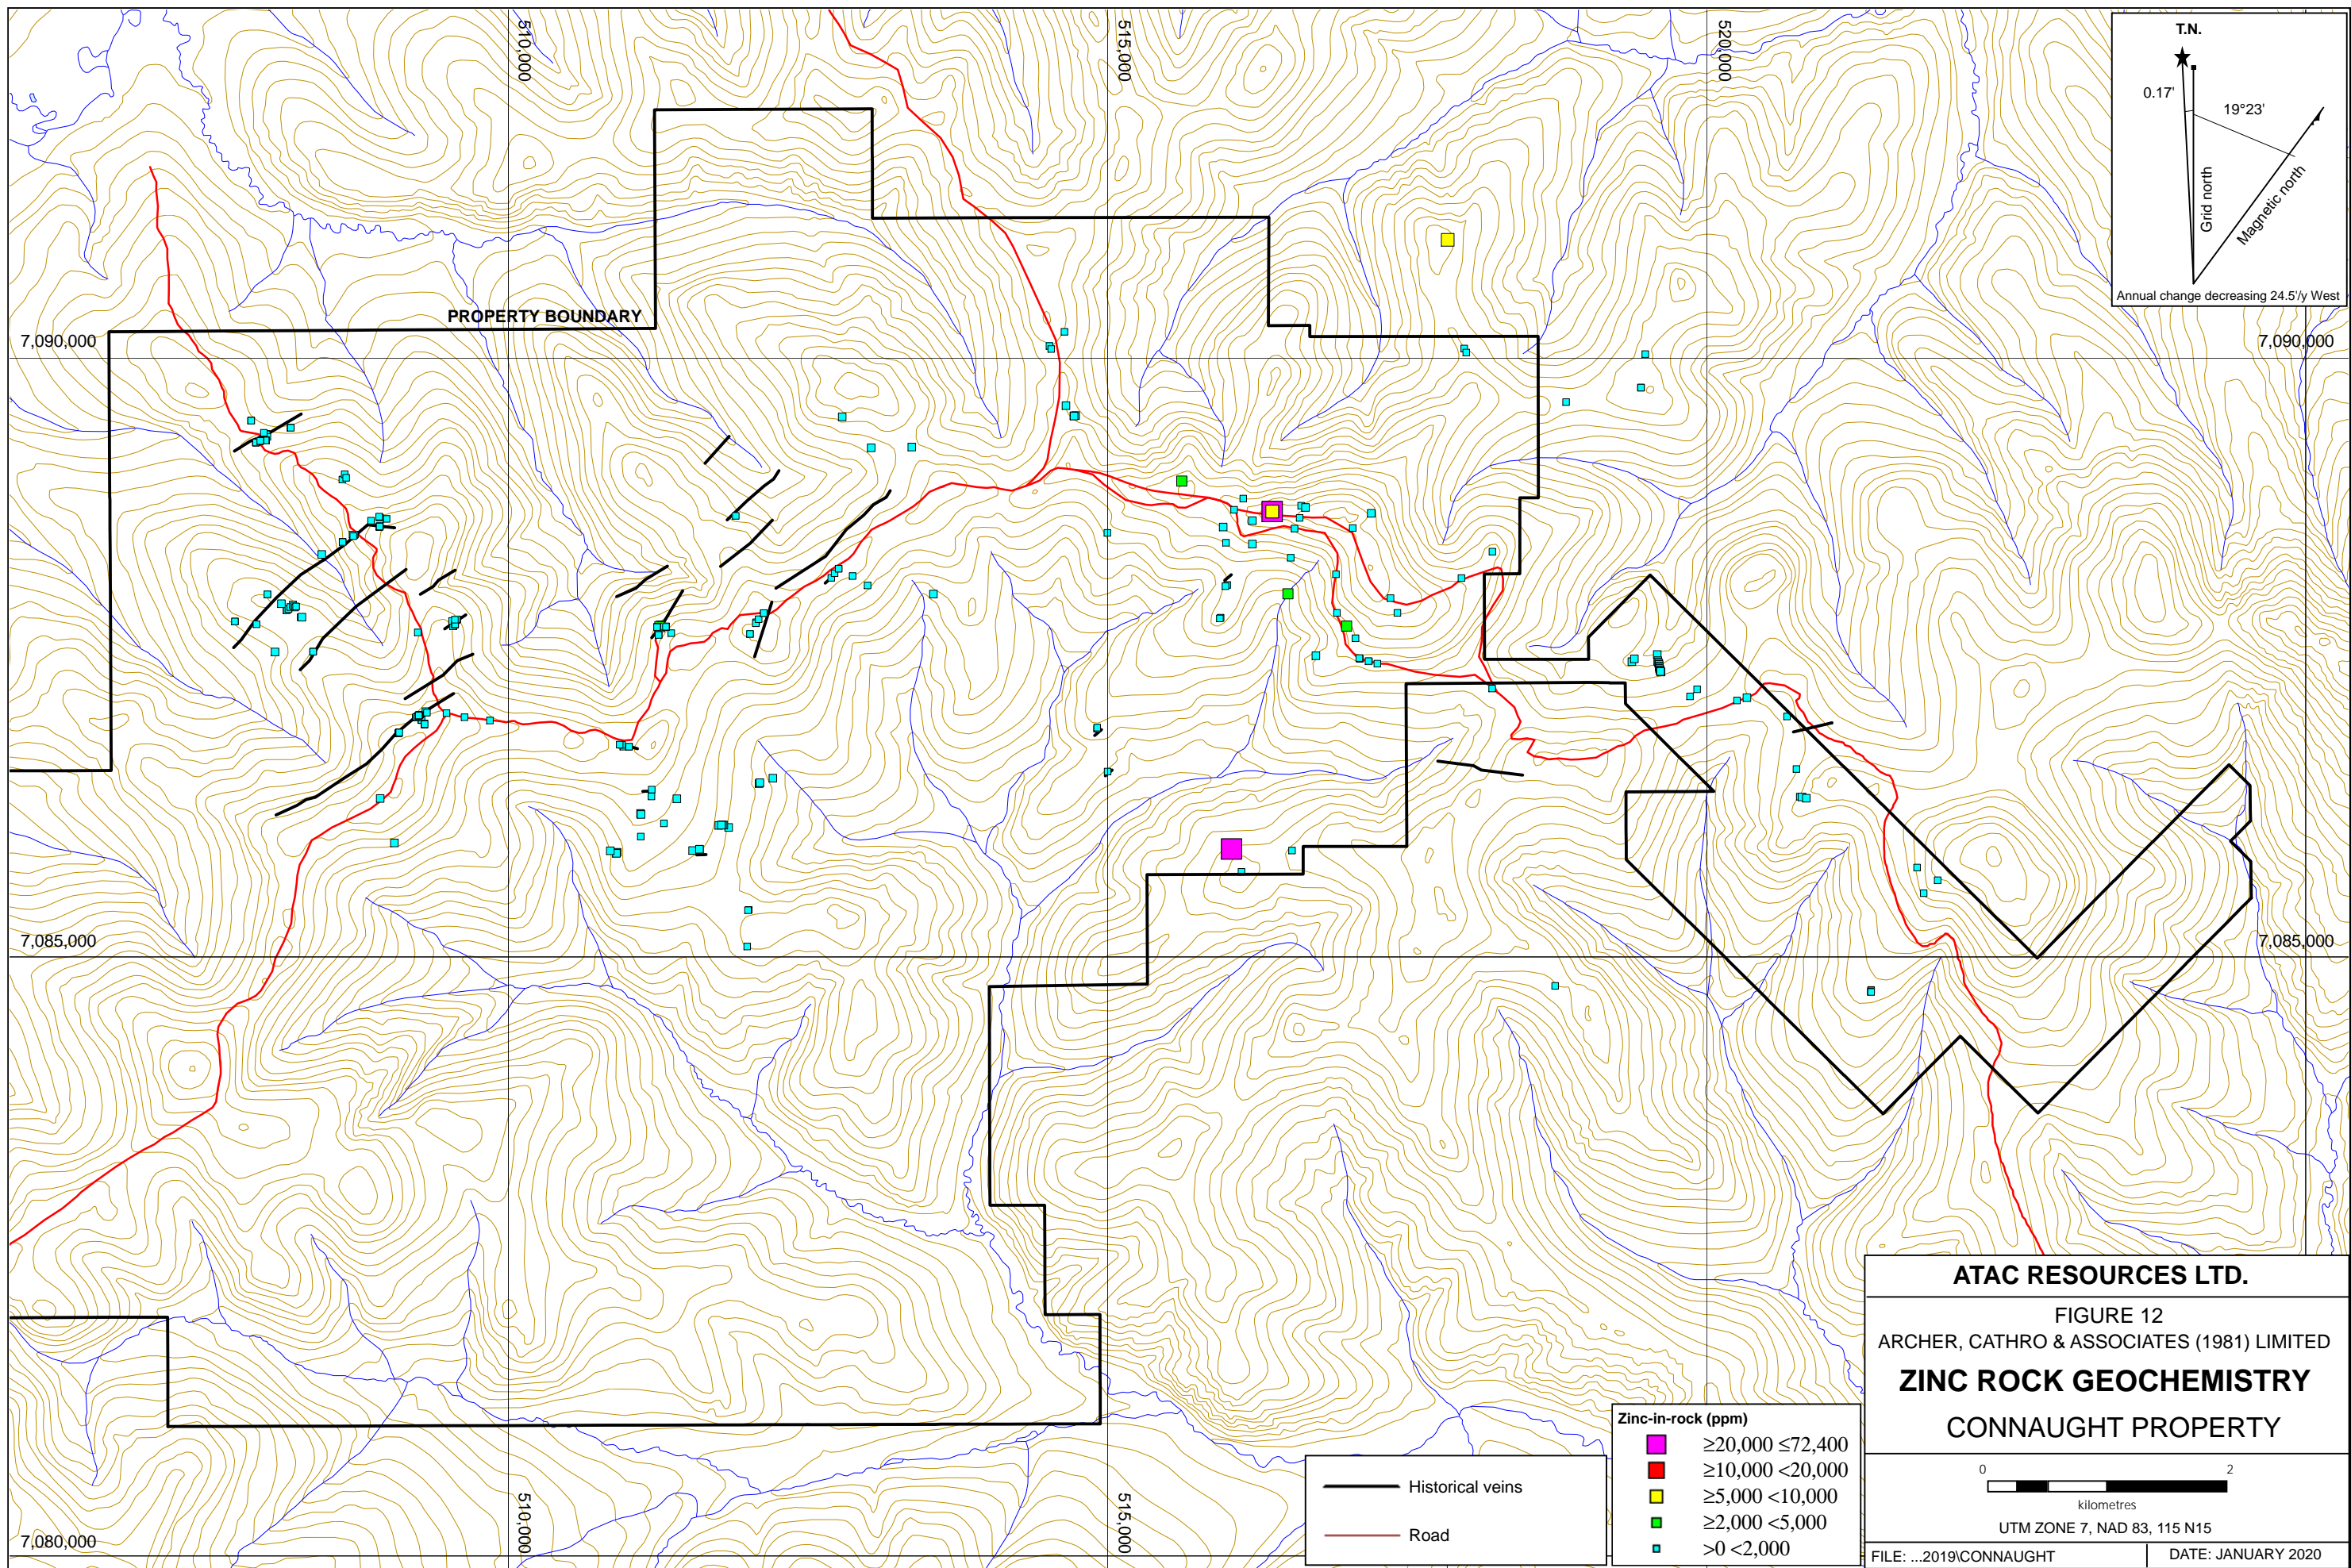 510,000
515,000
520,000
T.N.
0.17'
19°23'
Grid north
Magnetic north
Annual change decreasing 24.5'/y West
PROPERTY BOUNDARY
7,090,000
7,090,000
7,085,000
7,085,000
7,080,000
510,000
515,000
Historical veins
Road
Zinc-in-rock (ppm)
≥20,000 ≤72,400
≥10,000 <20,000
≥5,000 <10,000
≥2,000 <5,000
>0 <2,000
ATAC RESOURCES LTD.
FIGURE 12
ARCHER, CATHRO & ASSOCIATES (1981) LIMITED
ZINC ROCK GEOCHEMISTRY
CONNAUGHT PROPERTY
0 2
kilometres
UTM ZONE 7, NAD 83, 115 N15
FILE: ...2019\CONNAUGHT DATE: JANUARY 2020